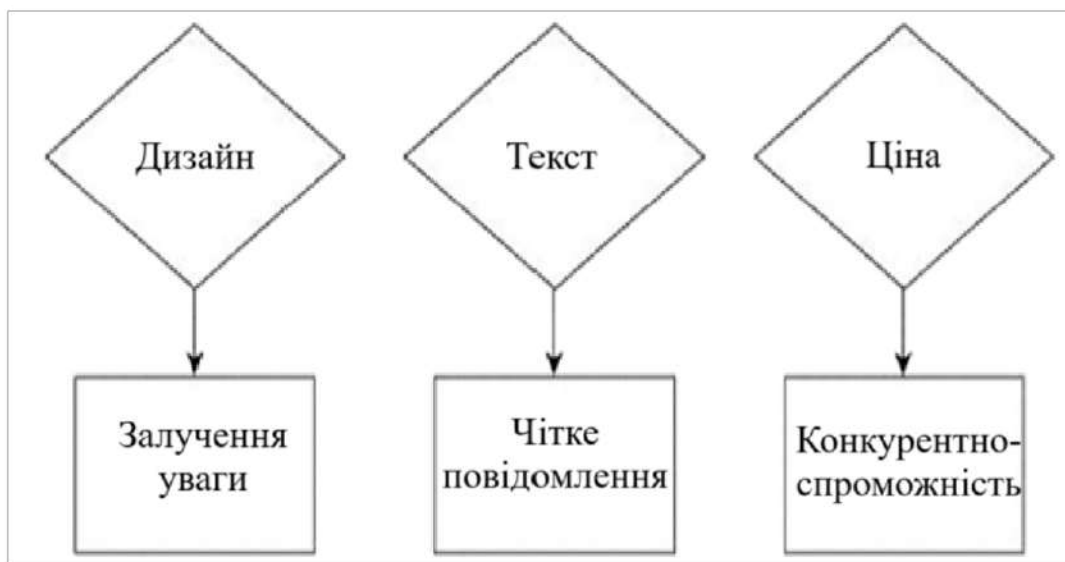 Дизайн
Текст
Ціна
Залучення
уваги
Чітке
повідомлення
Конкурентно-
спроможність